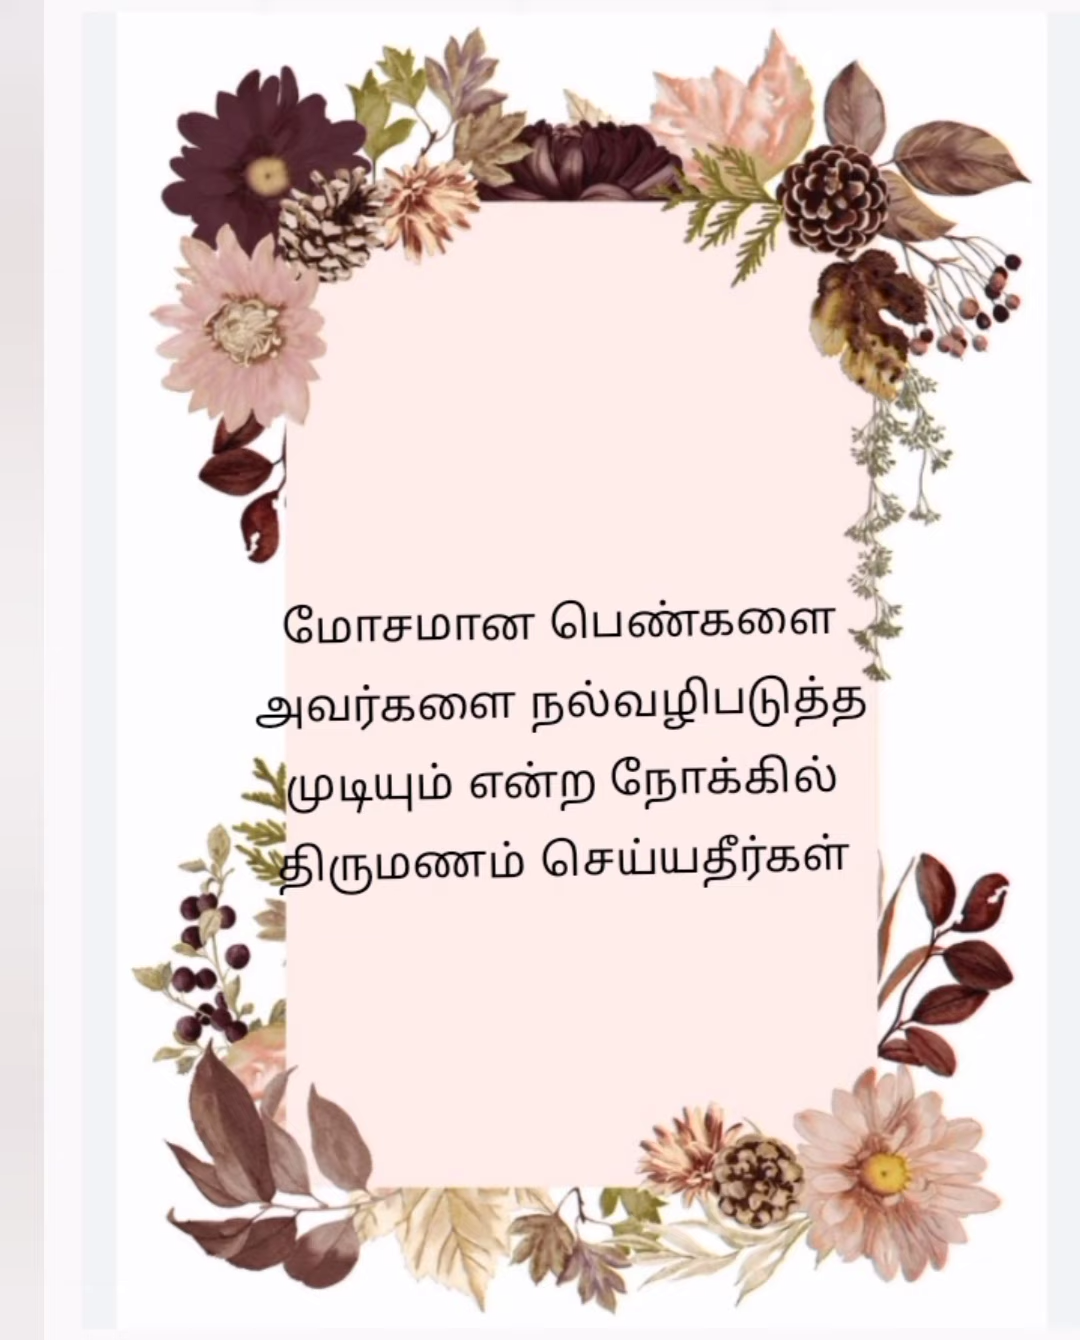 மோசமான பெண்களை
அவர்களை நல்வழிபடுத்த
முடியும் என்ற நோக்கில்
திருமணம் செய்யதீர்கள்